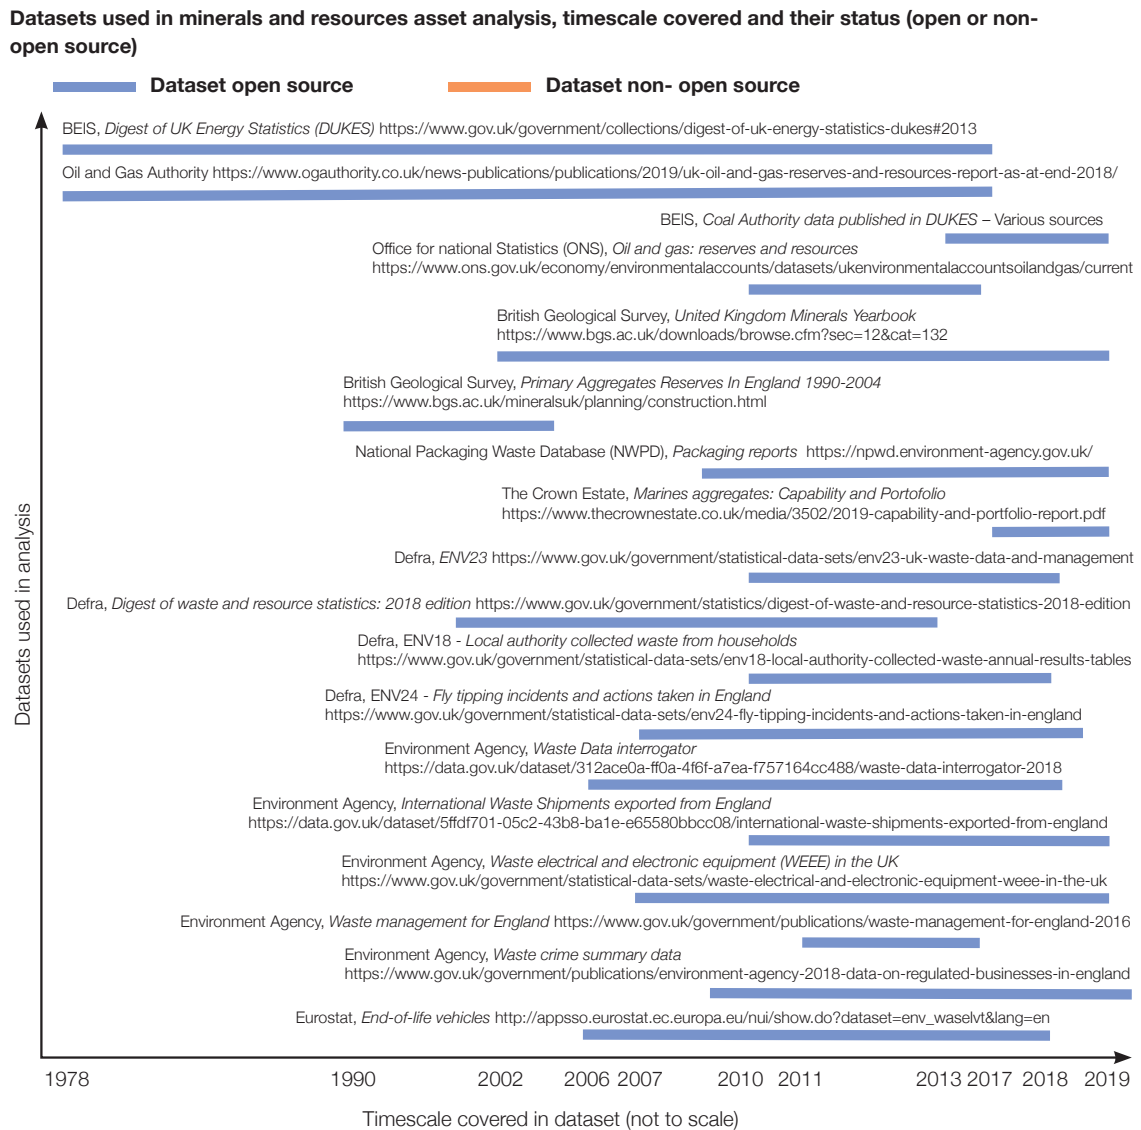 Datasets used in minerals and resources asset analysis, timescale covered and their status (open or non-
open source)
Dataset open source
Dataset non- open source
BEIS, Digest of UK Energy Statistics (DUKES) https://www.gov.uk/government/collections/digest-of-uk-energy-statistics-dukes#2013
Oil and Gas Authority https://www.ogauthority.co.uk/news-publications/publications/2019/uk-oil-and-gas-reserves-and-resources-report-as-at-end-2018/
BEIS, Coal Authority data published in DUKES – Various sources
Office for national Statistics (ONS), Oil and gas: reserves and resources
https://www.ons.gov.uk/economy/environmentalaccounts/datasets/ukenvironmentalaccountsoilandgas/current
British Geological Survey, United Kingdom Minerals Yearbook
https://www.bgs.ac.uk/downloads/browse.cfm?sec=12&cat=132
British Geological Survey, Primary Aggregates Reserves In England 1990-2004
https://www.bgs.ac.uk/mineralsuk/planning/construction.html
National Packaging Waste Database (NWPD), Packaging reports https://npwd.environment-agency.gov.uk/
The Crown Estate, Marines aggregates: Capability and Portofolio
https://www.thecrownestate.co.uk/media/3502/2019-capability-and-portfolio-report.pdf
Defra, ENV23 https://www.gov.uk/government/statistical-data-sets/env23-uk-waste-data-and-management
Defra, Digest of waste and resource statistics: 2018 edition https://www.gov.uk/government/statistics/digest-of-waste-and-resource-statistics-2018-edition
Defra, ENV18 - Local authority collected waste from households
https://www.gov.uk/government/statistical-data-sets/env18-local-authority-collected-waste-annual-results-tables
Defra, ENV24 - Fly tipping incidents and actions taken in England
https://www.gov.uk/government/statistical-data-sets/env24-fly-tipping-incidents-and-actions-taken-in-england
Environment Agency, Waste Data interrogator
https://data.gov.uk/dataset/312ace0a-ff0a-4f6f-a7ea-f757164cc488/waste-data-interrogator-2018
Environment Agency, International Waste Shipments exported from England
https://data.gov.uk/dataset/5ffdf701-05c2-43b8-ba1e-e65580bbcc08/international-waste-shipments-exported-from-england
Environment Agency, Waste electrical and electronic equipment (WEEE) in the UK
https://www.gov.uk/government/statistical-data-sets/waste-electrical-and-electronic-equipment-weee-in-the-uk
Environment Agency, Waste management for England https://www.gov.uk/government/publications/waste-management-for-england-2016
Environment Agency, Waste crime summary data
https://www.gov.uk/government/publications/environment-agency-2018-data-on-regulated-businesses-in-england
Eurostat, End-of-life vehicles http://appsso.eurostat.ec.europa.eu/nui/show.do?dataset=env_waselvt&lang=en
Datasets used in analysis
1978 1990 2002 2006 2007 2010 2011 2013 2017 2018 2019
Timescale covered in dataset (not to scale)